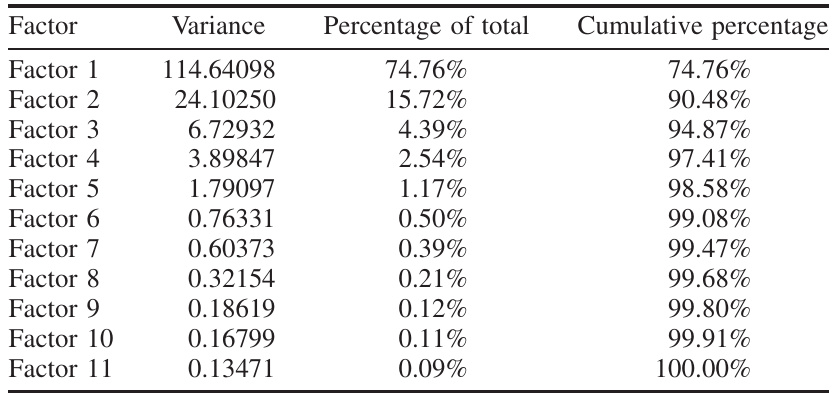 Factor Variance Percentage of total Cumulative percentage
Factor 1 114.64098 74.76% 74.76%
Factor 2 24.10250 15.72% 90.48%
Factor 3 6.72932 4.39% 94.87%
Factor 4 3.89847 2.54% 97.41%
Factor 5 1.79097 1.17% 98.58%
Factor 6 0.76331 0.50% 99.08%
Factor 7 0.60373 0.39% 99.47%
Factor 8 0.32154 0.21% 99.68%
Factor 9 0.18619 0.12% 99.80%
Factor 10 0.16799 0.11% 99.91%
Factor 11 0.13471 0.09% 100.00%